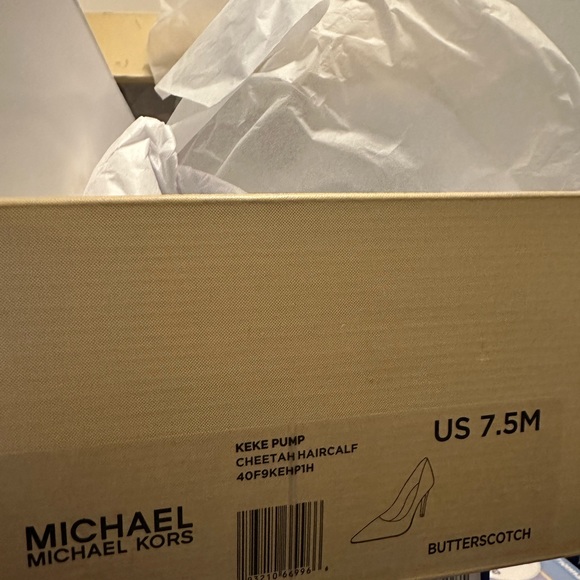 KEKE PUMP
CHEETAH HAIRCALF
40F9KEHP1H
US 7.5M
MICHAEL
MICHAEL KORS
BUTTERSCOTCH